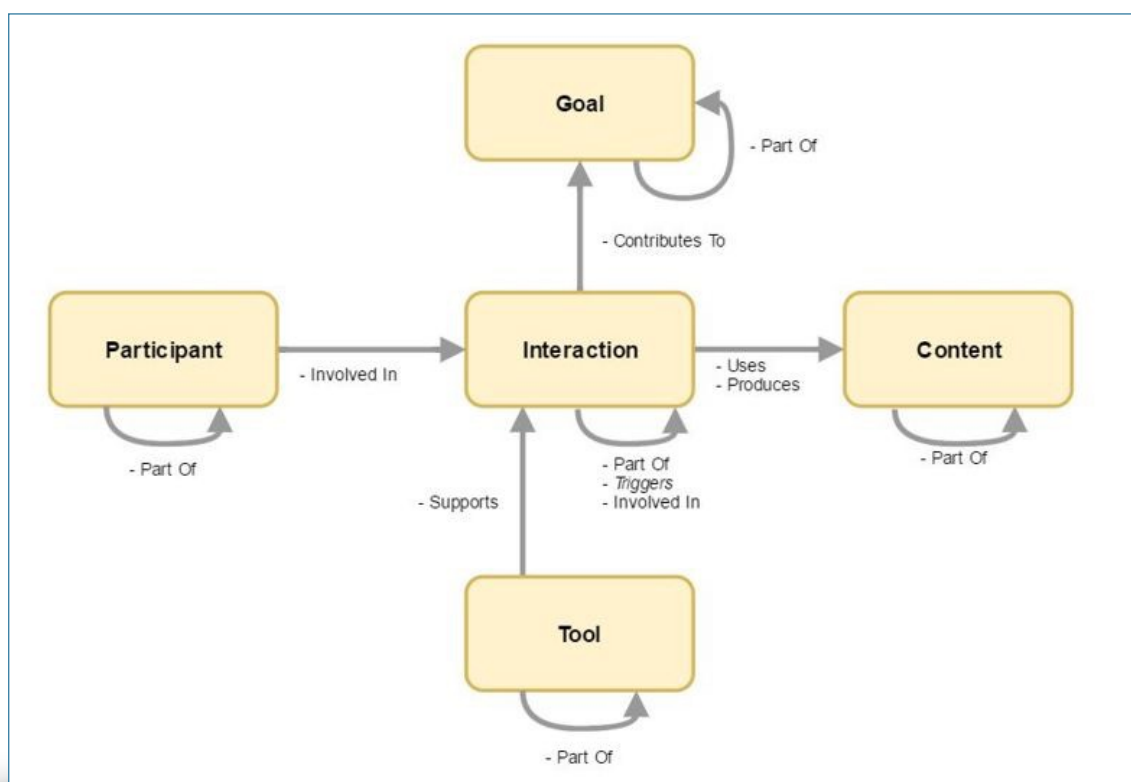 Goal
- Part Of
- Contributes To
Participant
Interaction
Content
- Involved In
- Uses
- Produces
- Part Of
- Part Of
- Triggers
- Involved In
- Part Of
- Supports
Tool
- Part Of